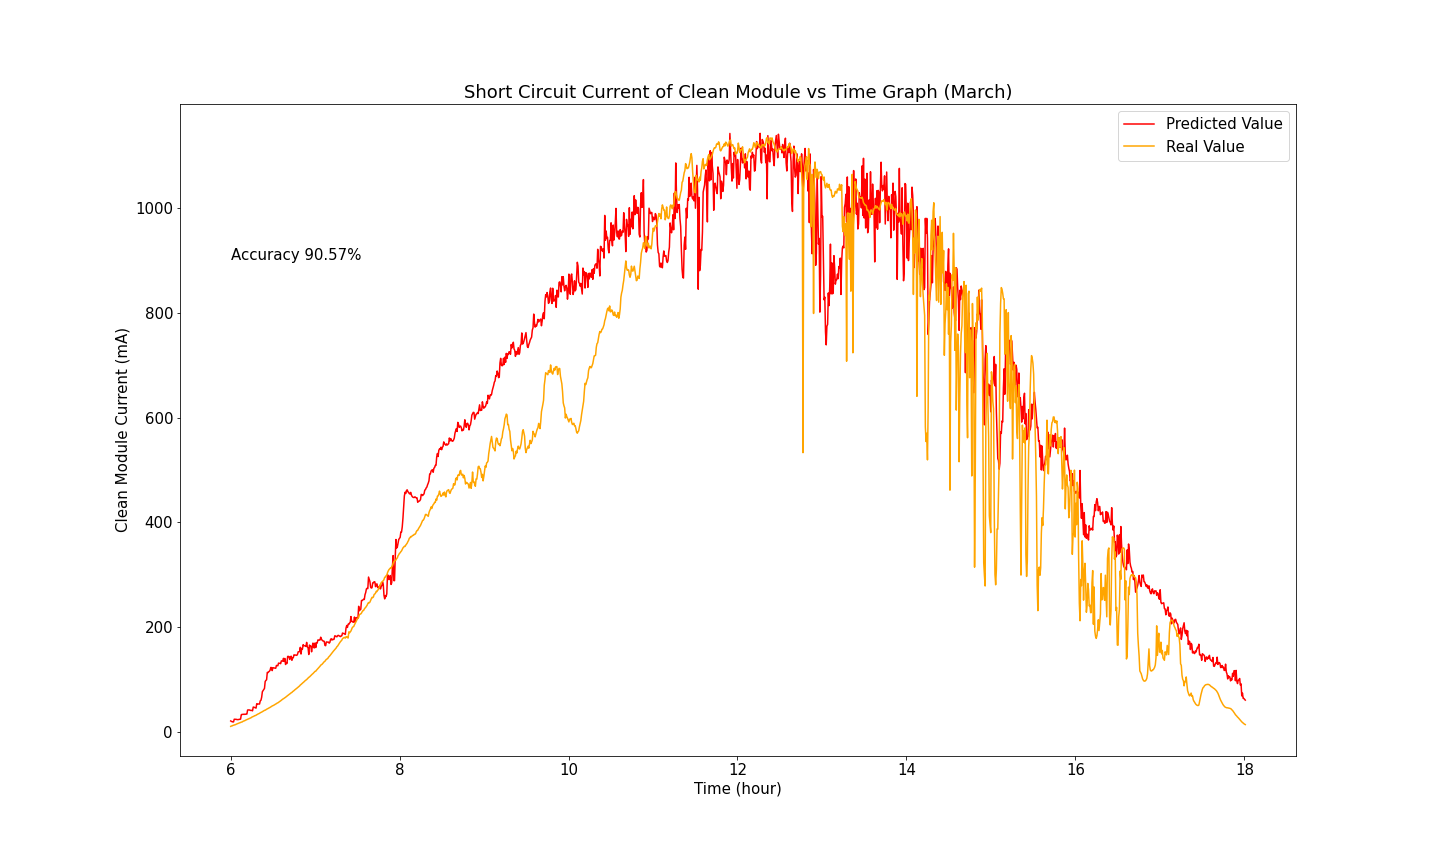 Short Circuit Current of Clean Module vs Time Graph (March)
Predicted Value
Real Value
Accuracy 90.57%
Clean Module Current (mA)
1000
800
600
400
200
0
6 8 10 12 14 16 18
Time (hour)